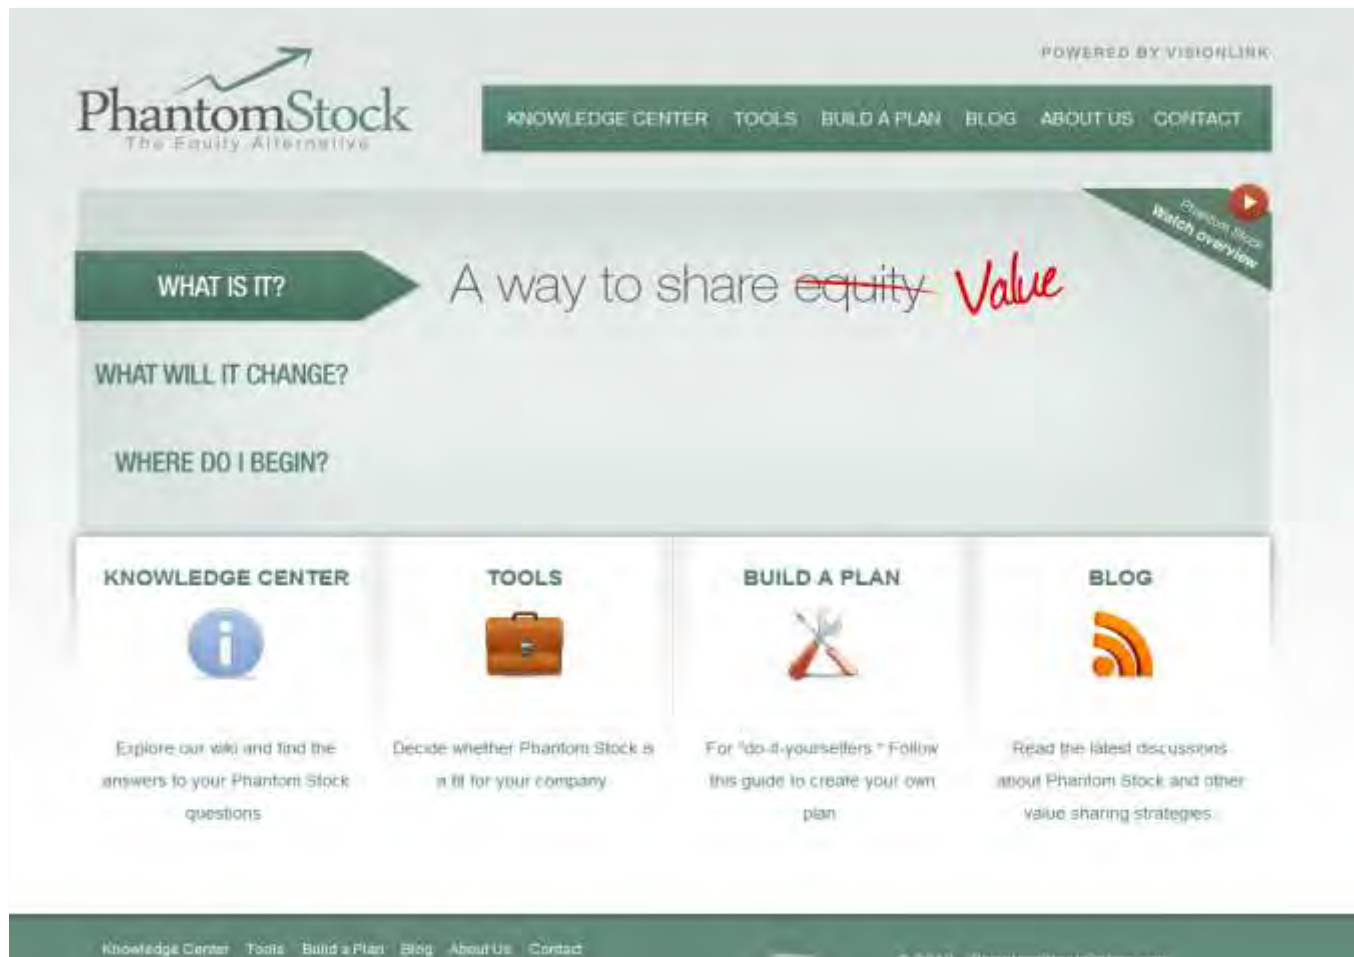 POWERED BY VISIONLINK
PhantomStock
The Equity Alternative
KNOWLEDGE CENTER TOOLS BUILD A PLAN BLOG ABOUT US CONTACT
Phantom Stock
Watch overview
WHAT IS IT?
A way to share equity Value
WHAT WILL IT CHANGE?
WHERE DO I BEGIN?
KNOWLEDGE CENTER
Explore our wiki and find the
answers to your Phantom Stock
questions
TOOLS
Decide whether Phantom Stock is
a fit for your company
BUILD A PLAN
For "do-it-yourselfers." Follow
this guide to create your own
plan
BLOG
Read the latest discussions
about Phantom Stock and other
value sharing strategies.
Knowledge Center Tools Build a Plan Blog About Us Contact